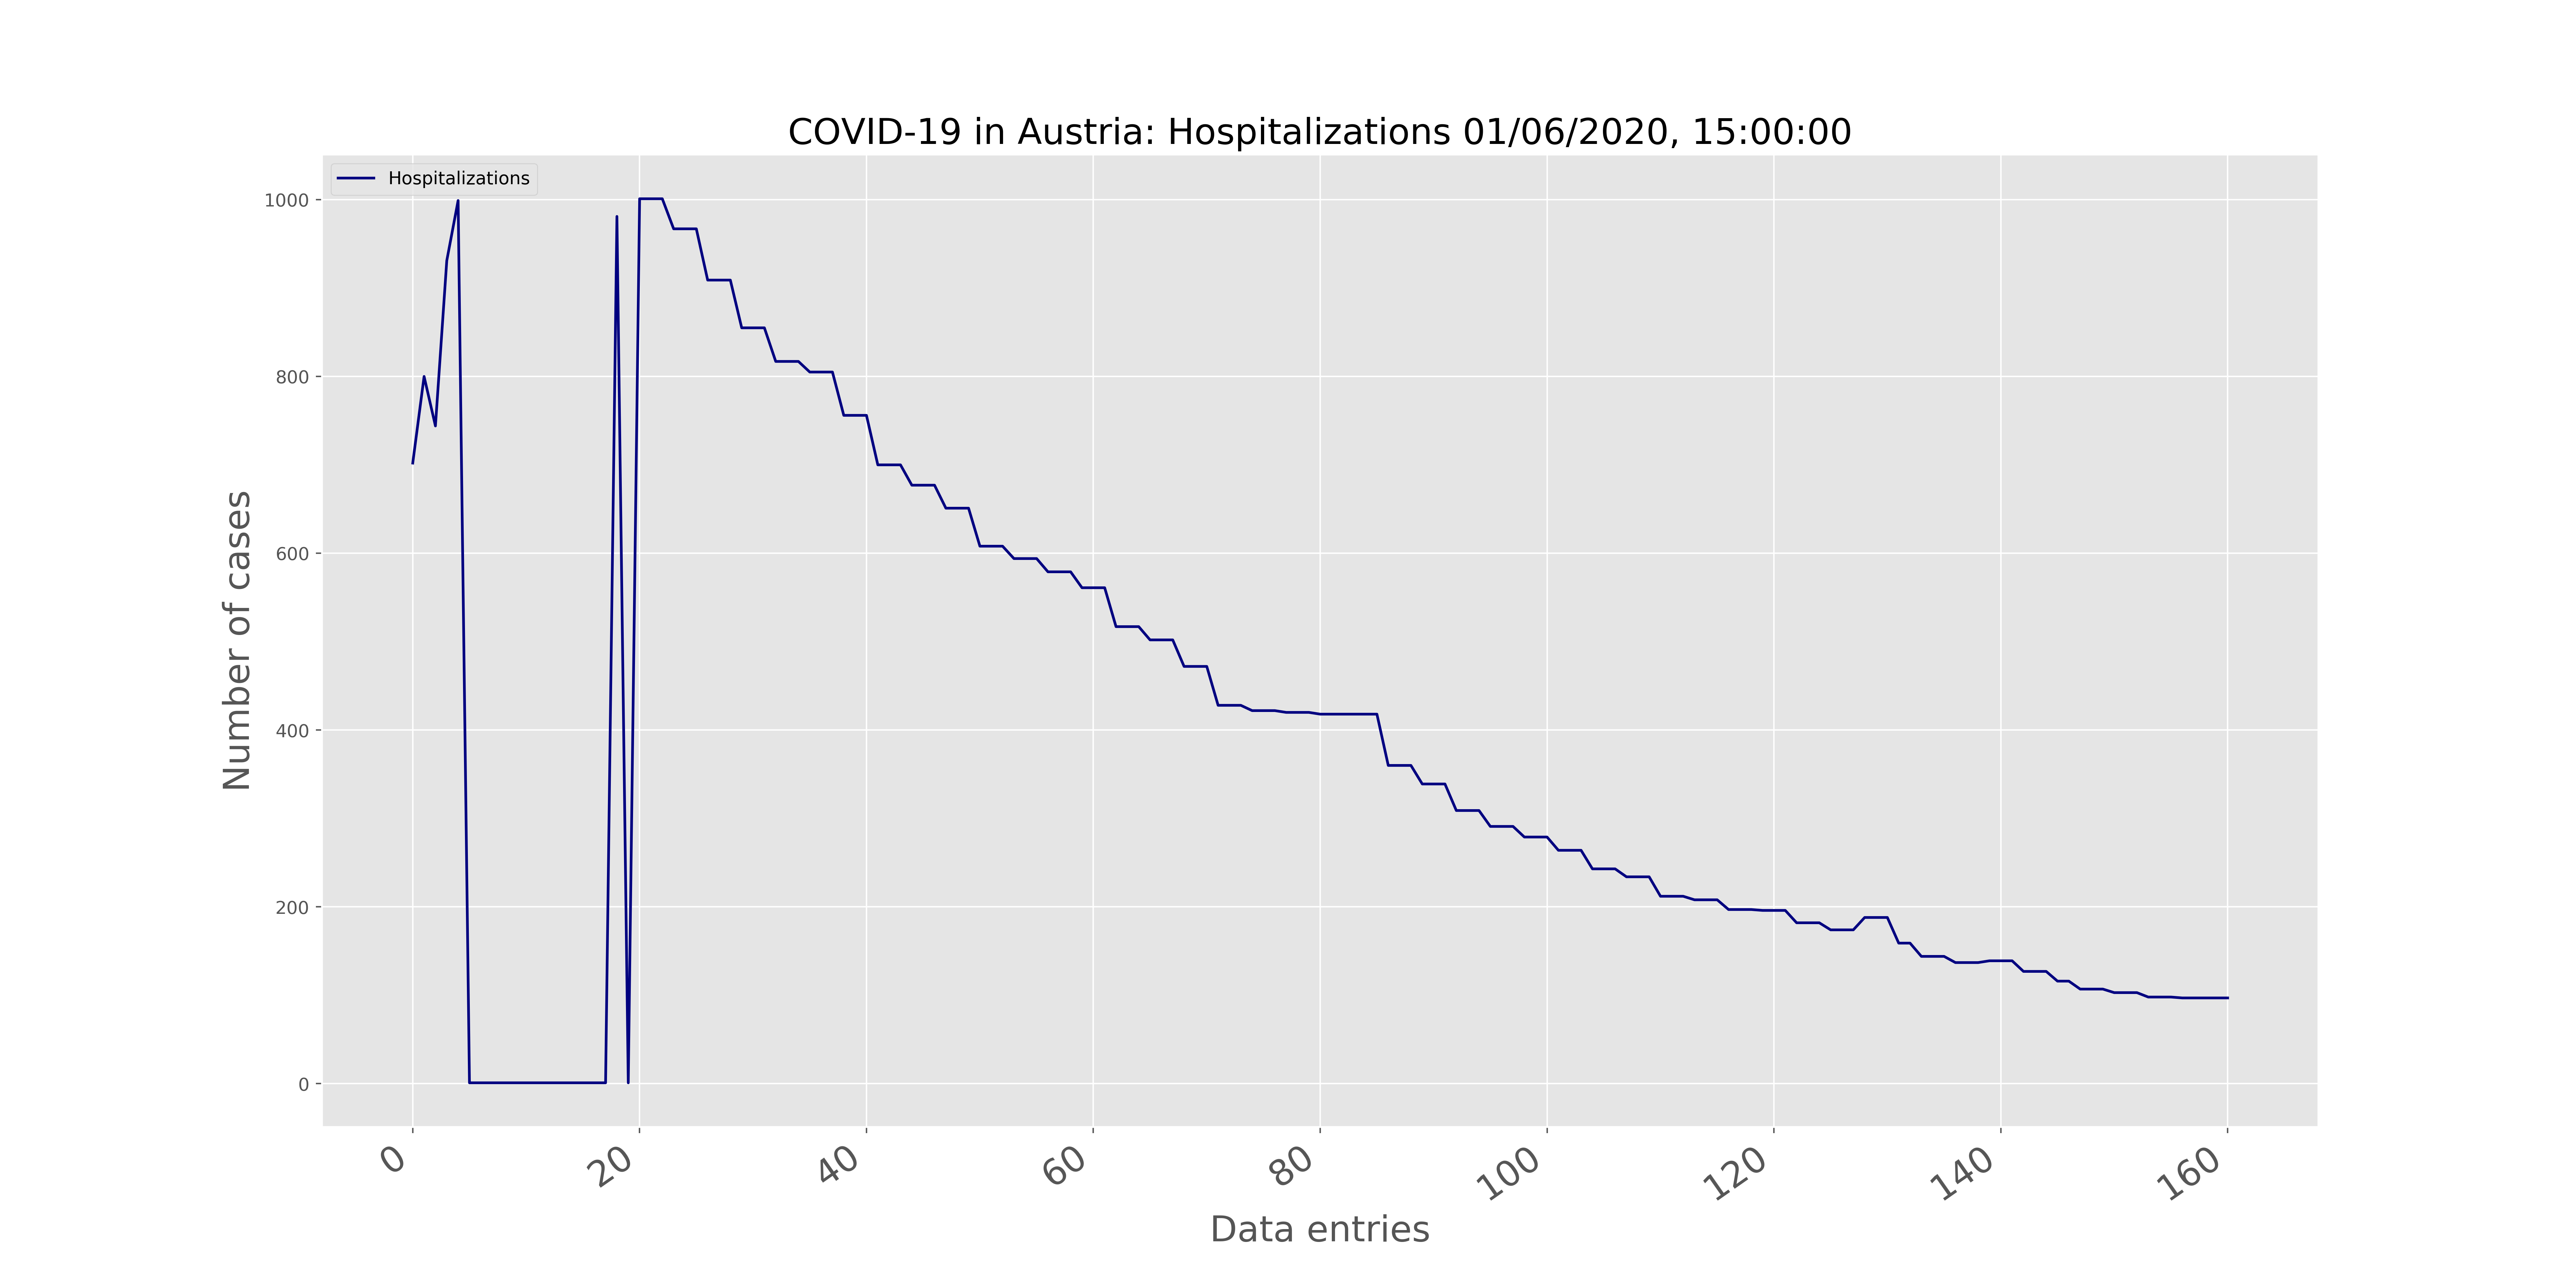 COVID-19 in Austria: Hospitalizations 01/06/2020, 15:00:00
Hospitalizations
1000
800
600
400
200
0
Number of cases
0 20 40 60 80 100 120 140 160
Data entries